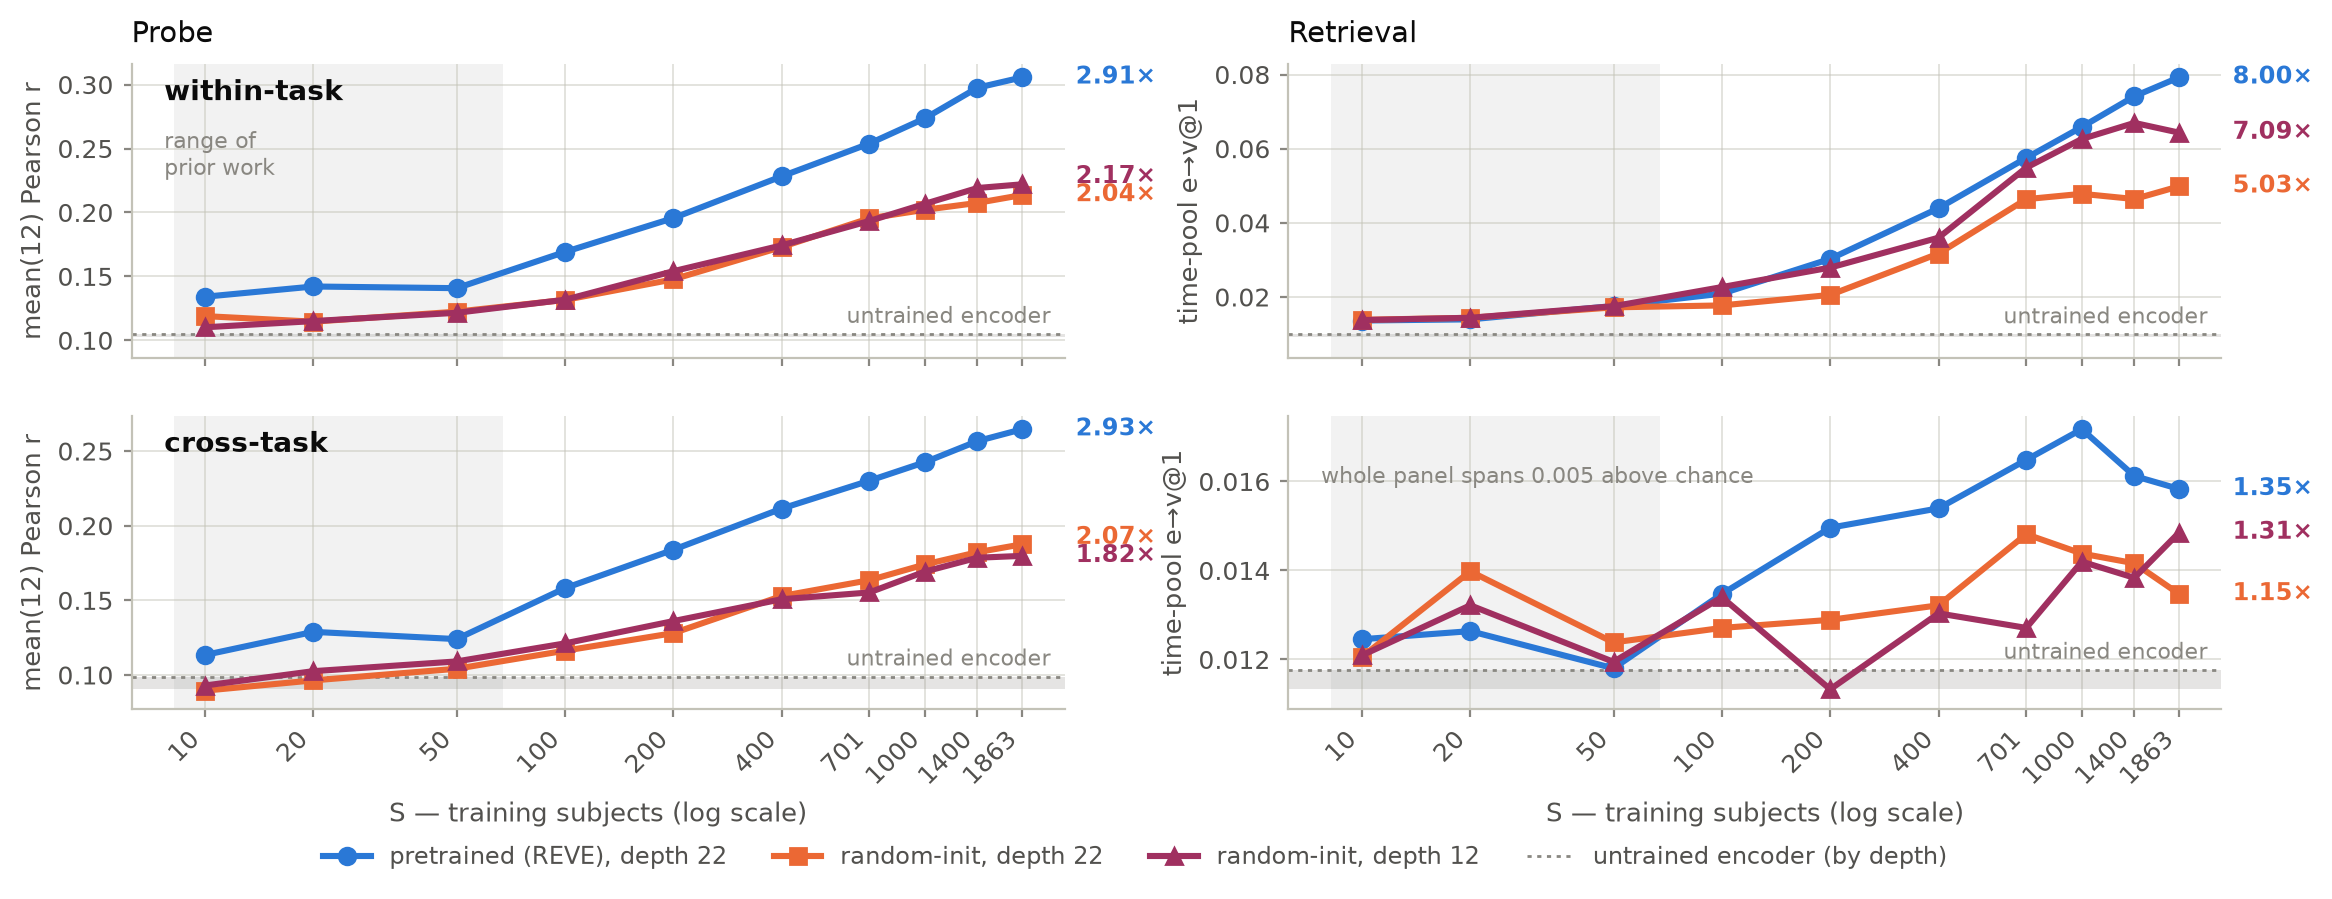 Probe
Retrieval
mean(12) Pearson r
0.30
0.25
0.20
0.15
0.10
within-task
range of
prior work
untrained encoder
2.91×
2.17×
2.04×
time-pool e→v@1
0.08
0.06
0.04
0.02
untrained encoder
8.00×
7.09×
5.03×
mean(12) Pearson r
0.25
0.20
0.15
0.10
cross-task
untrained encoder
2.93×
2.07×
1.82×
10 20 50 100 200 400 701 1000 1400 1863
S — training subjects (log scale)
time-pool e→v@1
0.016
0.014
0.012
whole panel spans 0.005 above chance
untrained encoder
1.35×
1.31×
1.15×
10 20 50 100 200 400 701 1000 1400 1863
S — training subjects (log scale)
pretrained (REVE), depth 22 random-init, depth 22 random-init, depth 12 untrained encoder (by depth)